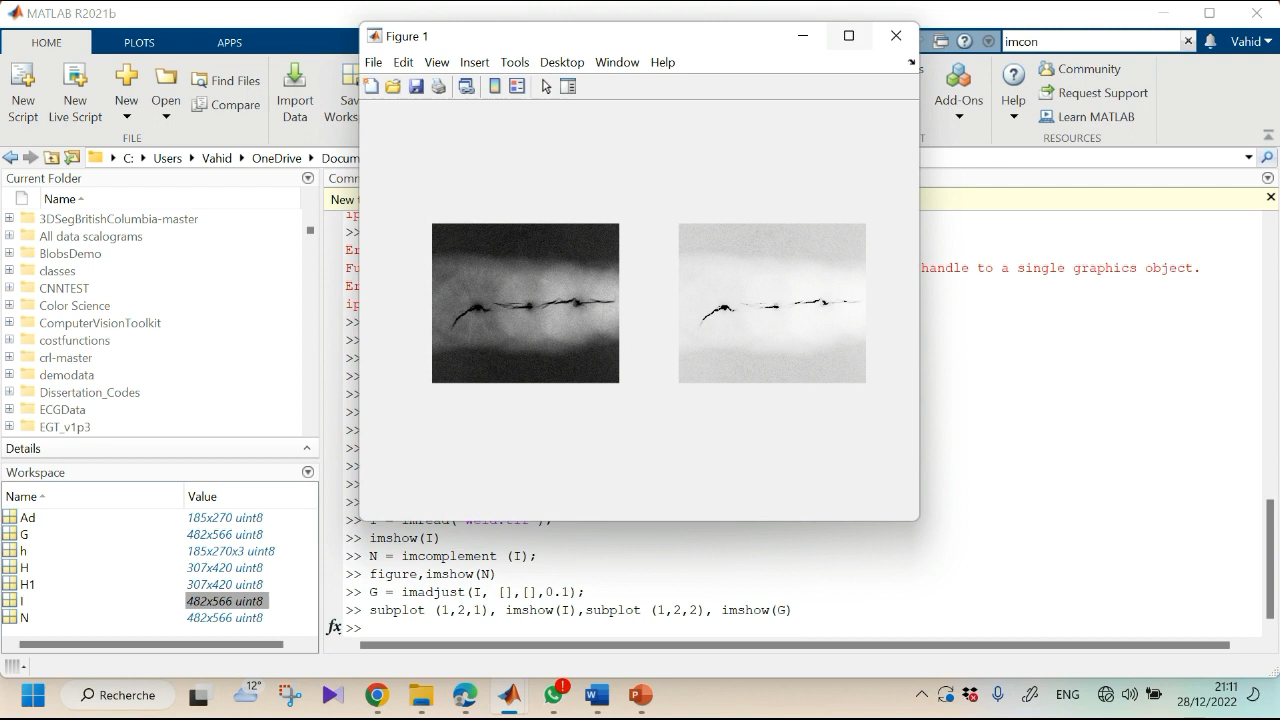 MATLAB R2021b
Figure 1
HOME PLOTS APPS
imcon
Vahid
File Edit View Insert Tools Desktop Window Help
New Script
New Live Script
New
Open
Find Files
Compare
Import Data
Save
Add-Ons
Help
Community
Request Support
Learn MATLAB
FILE
RESOURCES
C: Users Vahid OneDrive
Current Folder
Name
3DSegBritishColumbia-master
All data scalograms
BlobsDemo
classes
CNNTEST
Color Science
ComputerVisionToolkit
costfunctions
crl-master
demodata
Dissertation_Codes
ECGData
EGT_v1p3
Details
Workspace
Name Value
Ad 185x270 uint8
G 482x566 uint8
h 185x270x3 uint8
H 307x420 uint8
H1 307x420 uint8
I 482x566 uint8
N 482x566 uint8
handle to a single graphics object.
>> imshow(I)
>> N = imcomplement (I);
>> figure,imshow(N)
>> G = imadjust(I, [],[],0.1);
>> subplot (1,2,1), imshow(I),subplot (1,2,2), imshow(G)
fx >>
12°
Recherche
ENG
21:11
28/12/2022